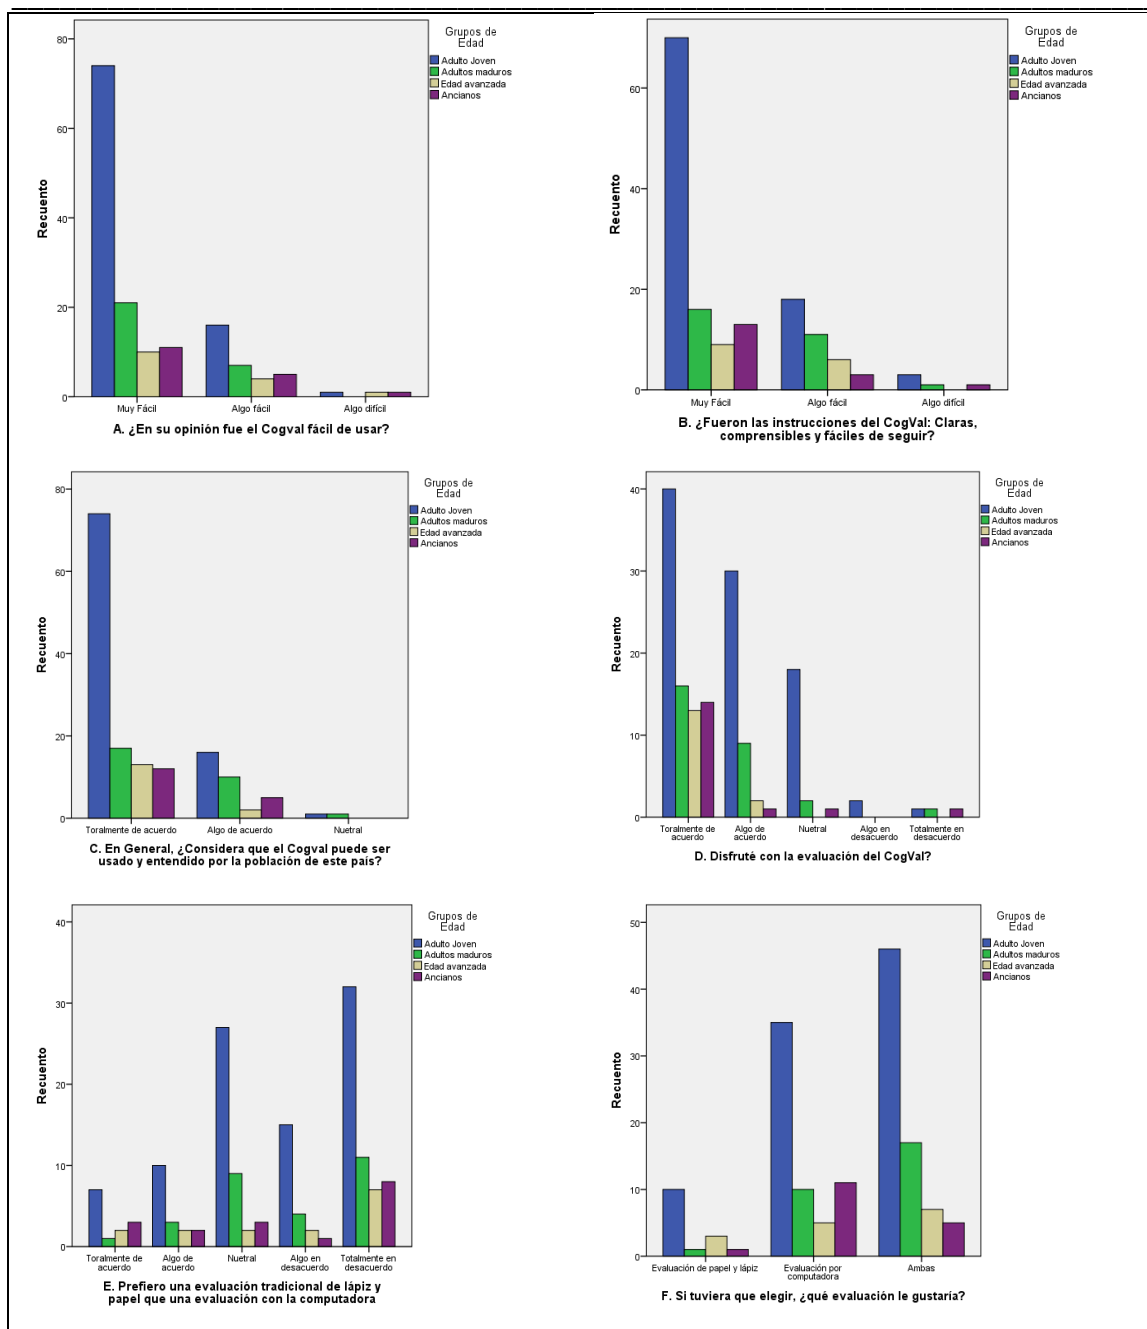 Grupos de
Edad
Adulto Joven
Adultos maduros
Edad avanzada
Ancianos
Recuento
80
60
40
20
0
Muy Fácil
Algo fácil
Algo difícil
A. ¿En su opinión fue el Cogval fácil de usar?
Grupos de
Edad
Adulto Joven
Adultos maduros
Edad avanzada
Ancianos
Recuento
60
40
20
0
Muy Fácil
Algo fácil
Algo difícil
B. ¿Fueron las instrucciones del CogVal: Claras,
comprensibles y fáciles de seguir?
Grupos de
Edad
Adulto Joven
Adultos maduros
Edad avanzada
Ancianos
Recuento
80
60
40
20
0
Toralmente de acuerdo
Algo de acuerdo
Nuetral
C. En General, ¿Considera que el Cogval puede ser
usado y entendido por la población de este país?
Grupos de
Edad
Adulto Joven
Adultos maduros
Edad avanzada
Ancianos
Recuento
40
30
20
10
0
Toralmente de
acuerdo
Algo de
acuerdo
Nuetral
Algo en
desacuerdo
Totalmente en
desacuerdo
D. Disfruté con la evaluación del CogVal?
Grupos de
Edad
Adulto Joven
Adultos maduros
Edad avanzada
Ancianos
Recuento
40
30
20
10
0
Toralmente de
acuerdo
Algo de
acuerdo
Nuetral
Algo en
desacuerdo
Totalmente en
desacuerdo
E. Prefiero una evaluación tradicional de lápiz y
papel que una evaluación con la computadora
Grupos de
Edad
Adulto Joven
Adultos maduros
Edad avanzada
Ancianos
Recuento
50
40
30
20
10
0
Evaluación de papel y lápiz
Evaluación por
computadora
Ambas
F. Si tuviera que elegir, ¿qué evaluación le gustaría?